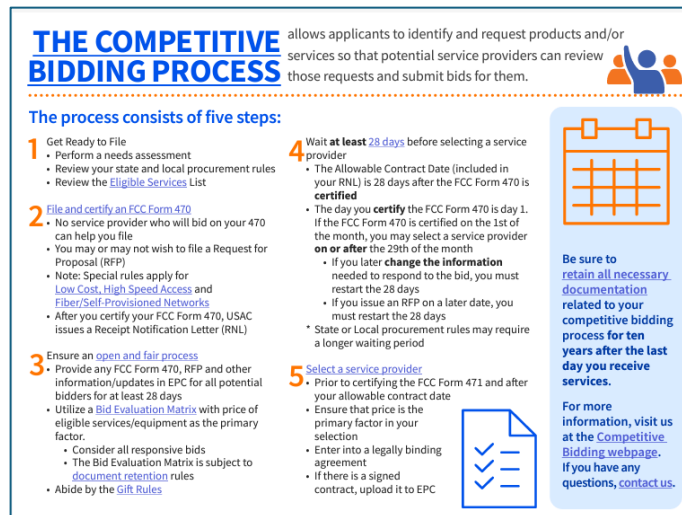 THE COMPETITIVE
BIDDING PROCESS
allows applicants to identify and request products and/or
services so that potential service providers can review
those requests and submit bids for them.
The process consists of five steps:
1 Get Ready to File
• Perform a needs assessment
• Review your state and local procurement rules
• Review the Eligible Services List
2 File and certify an FCC Form 470
• No service provider who will bid on your 470
can help you file
• You may or may not wish to file a Request for
Proposal (RFP)
• Note: Special rules apply for
Low Cost, High Speed Access and
Fiber/Self-Provisioned Networks
• After you certify your FCC Form 470, USAC
issues a Receipt Notification Letter (RNL)
3 Ensure an open and fair process
• Provide any FCC Form 470, RFP and other
information/updates in EPC for all potential
bidders for at least 28 days
• Utilize a Bid Evaluation Matrix with price of
eligible services/equipment as the primary
factor.
• Consider all responsive bids
• The Bid Evaluation Matrix is subject to
document retention rules
• Abide by the Gift Rules
4 Wait at least 28 days before selecting a service
provider
• The Allowable Contract Date (included in
your RNL) is 28 days after the FCC Form 470 is
certified
• The day you certify the FCC Form 470 is day 1.
If the FCC Form 470 is certified on the 1st of
the month, you may select a service provider
on or after the 29th of the month
• If you later change the information
needed to respond to the bid, you must
restart the 28 days
• If you issue an RFP on a later date, you
must restart the 28 days
* State or Local procurement rules may require
a longer waiting period
5 Select a service provider
• Prior to certifying the FCC Form 471 and after
your allowable contract date
• Ensure that price is the
primary factor in your
selection
• Enter into a legally binding
agreement
• If there is a signed
contract, upload it to EPC
Be sure to
retain all necessary
documentation
related to your
competitive bidding
process for ten
years after the last
day you receive
services.
For more
information, visit us
at the Competitive
Bidding webpage.
If you have any
questions, contact us.